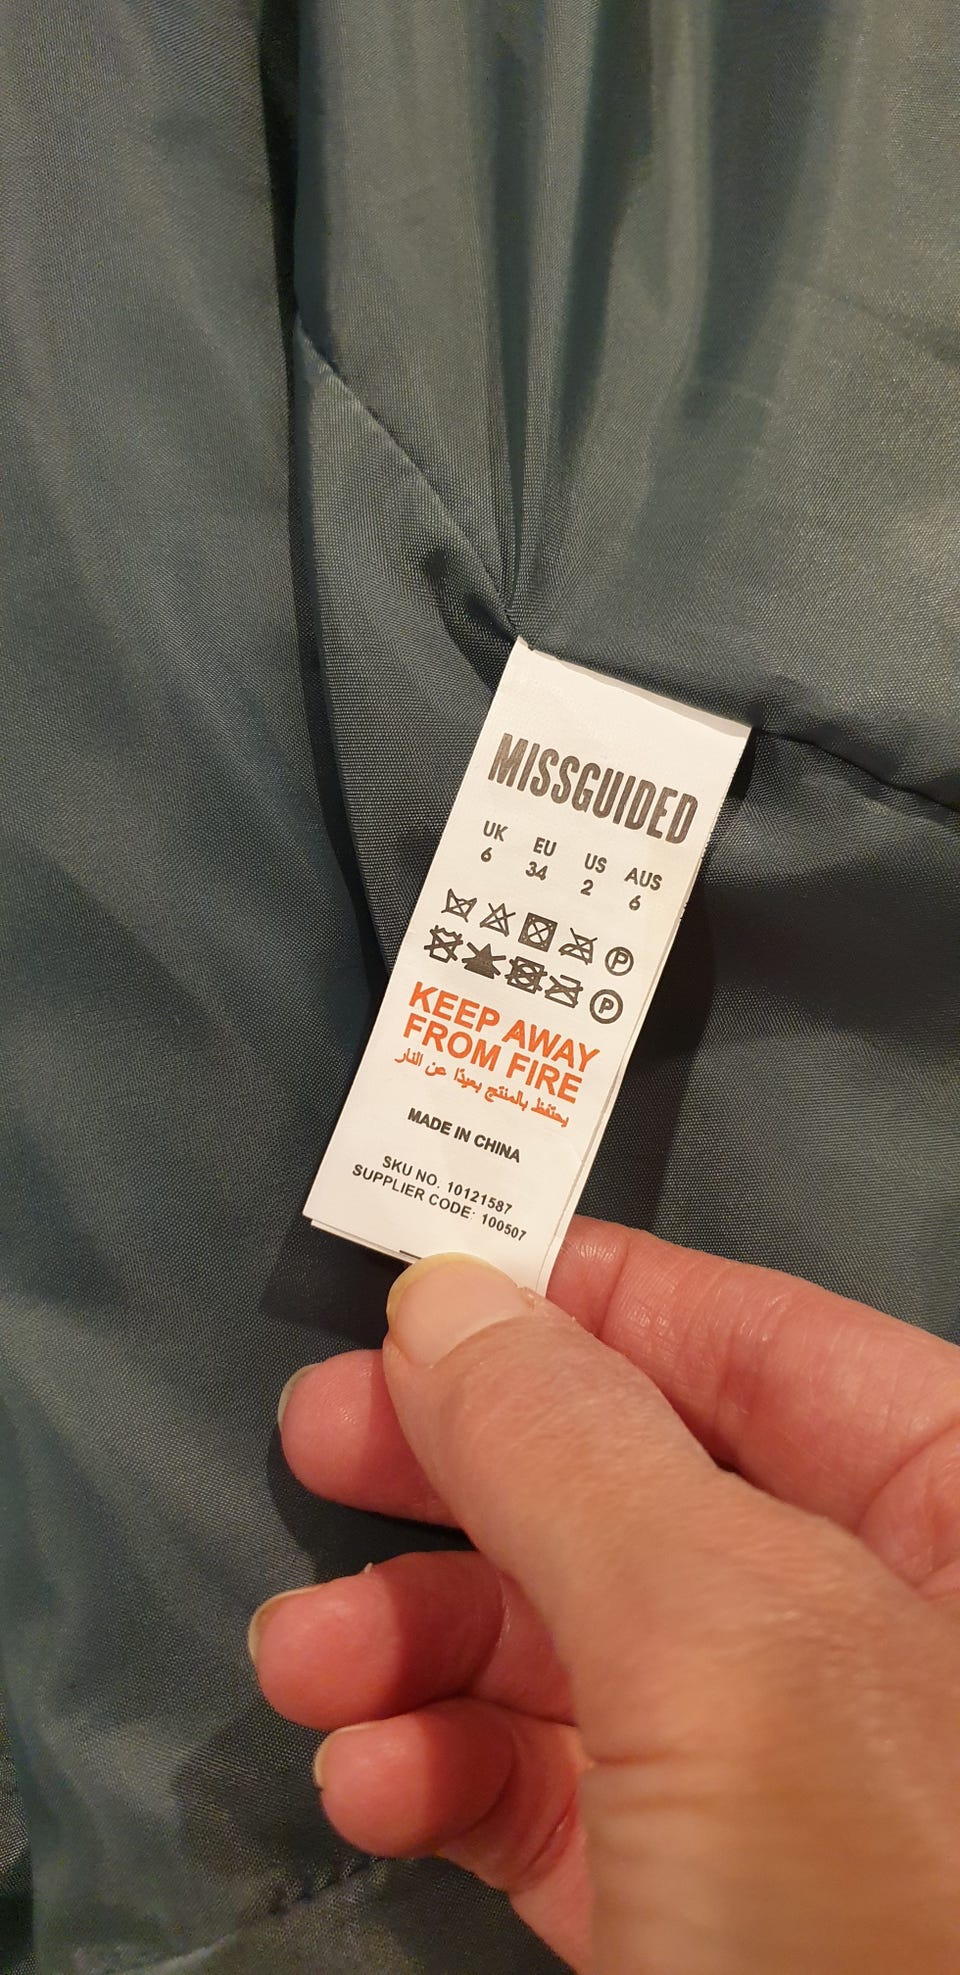 MISSGUIDED
UK EU US AUS
6 34 2 6
P
P
KEEP AWAY
FROM FIRE
يحتفظ بالمنتج بعيدًا عن النار
MADE IN CHINA
SKU NO. 10121587
SUPPLIER CODE: 100507